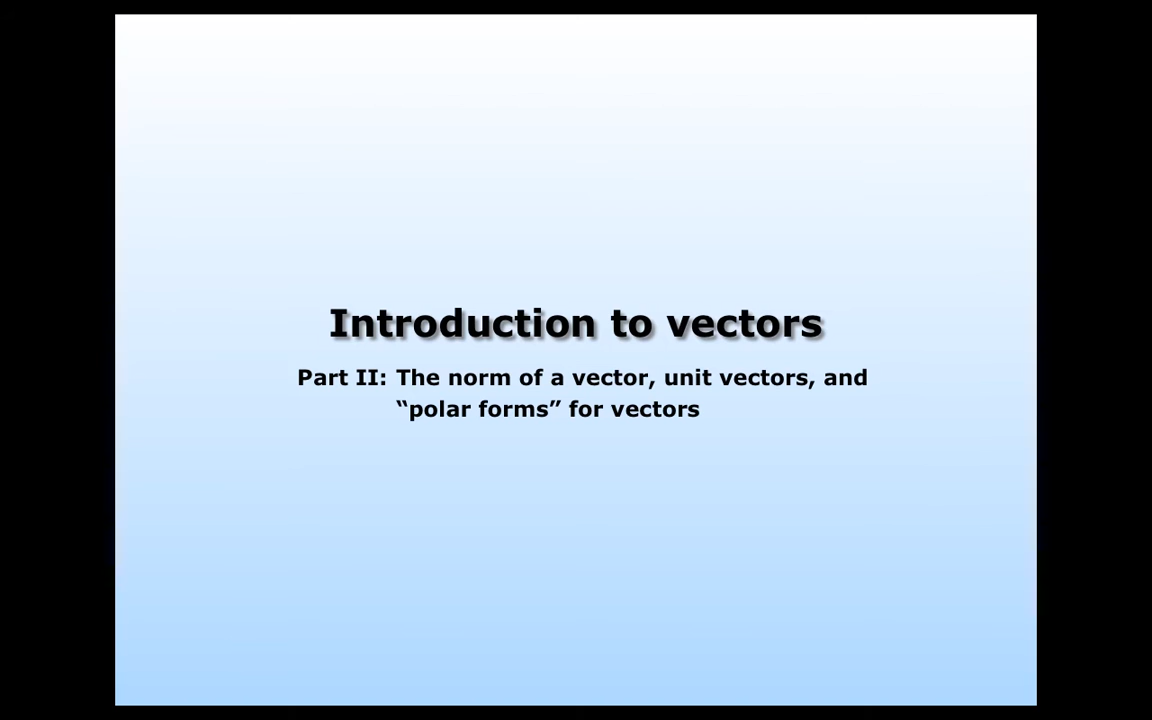 Introduction to vectors
Part II: The norm of a vector, unit vectors, and
“polar forms” for vectors